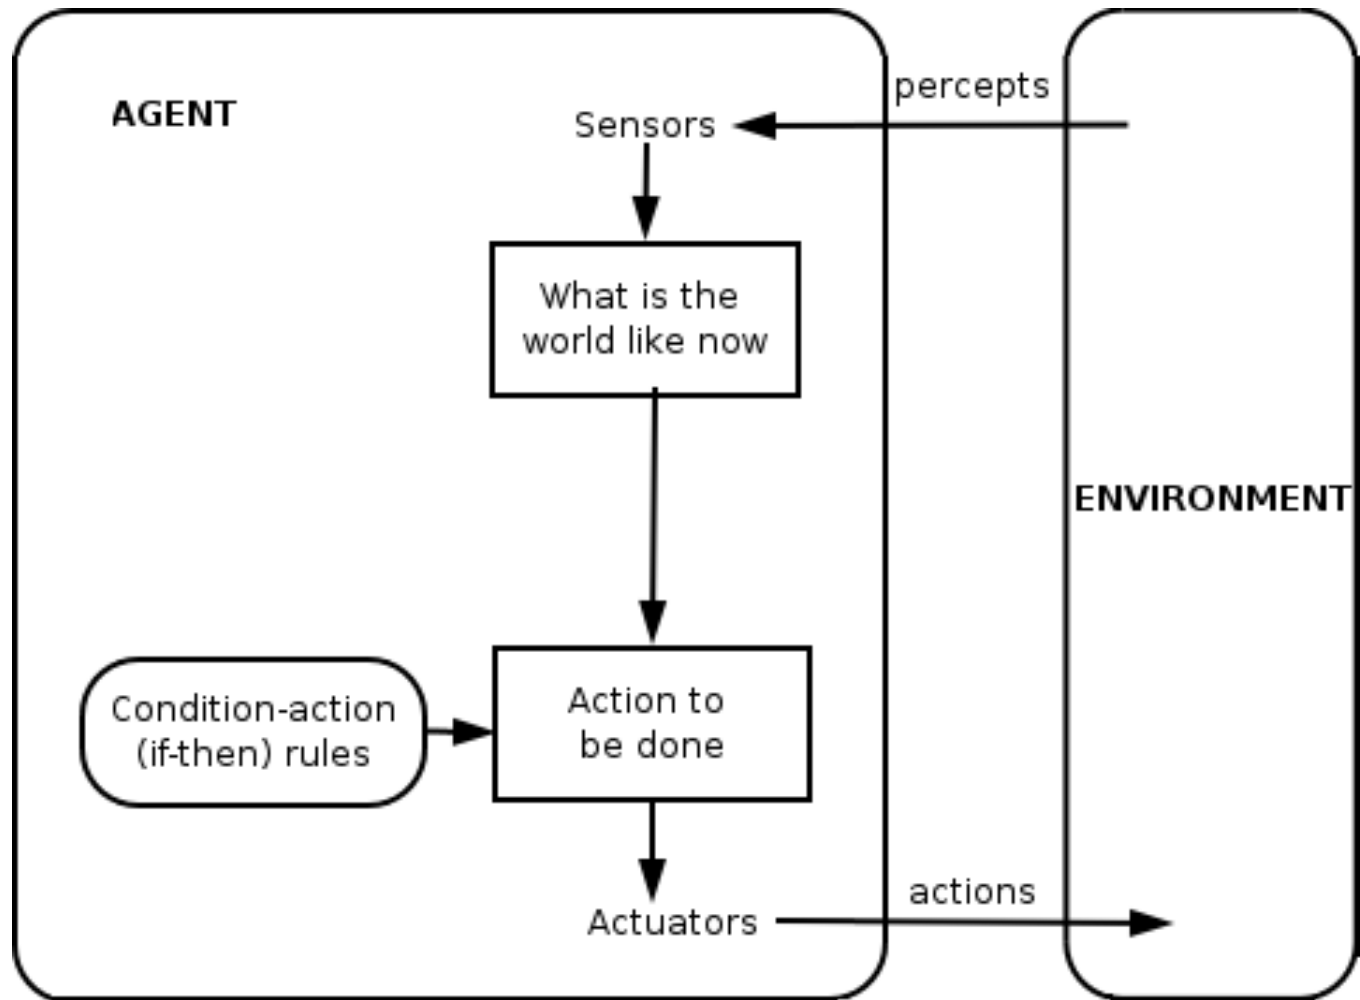 AGENT
percepts
Sensors
What is the
world like now
ENVIRONMENT
Condition-action
(if-then) rules
Action to
be done
actions
Actuators